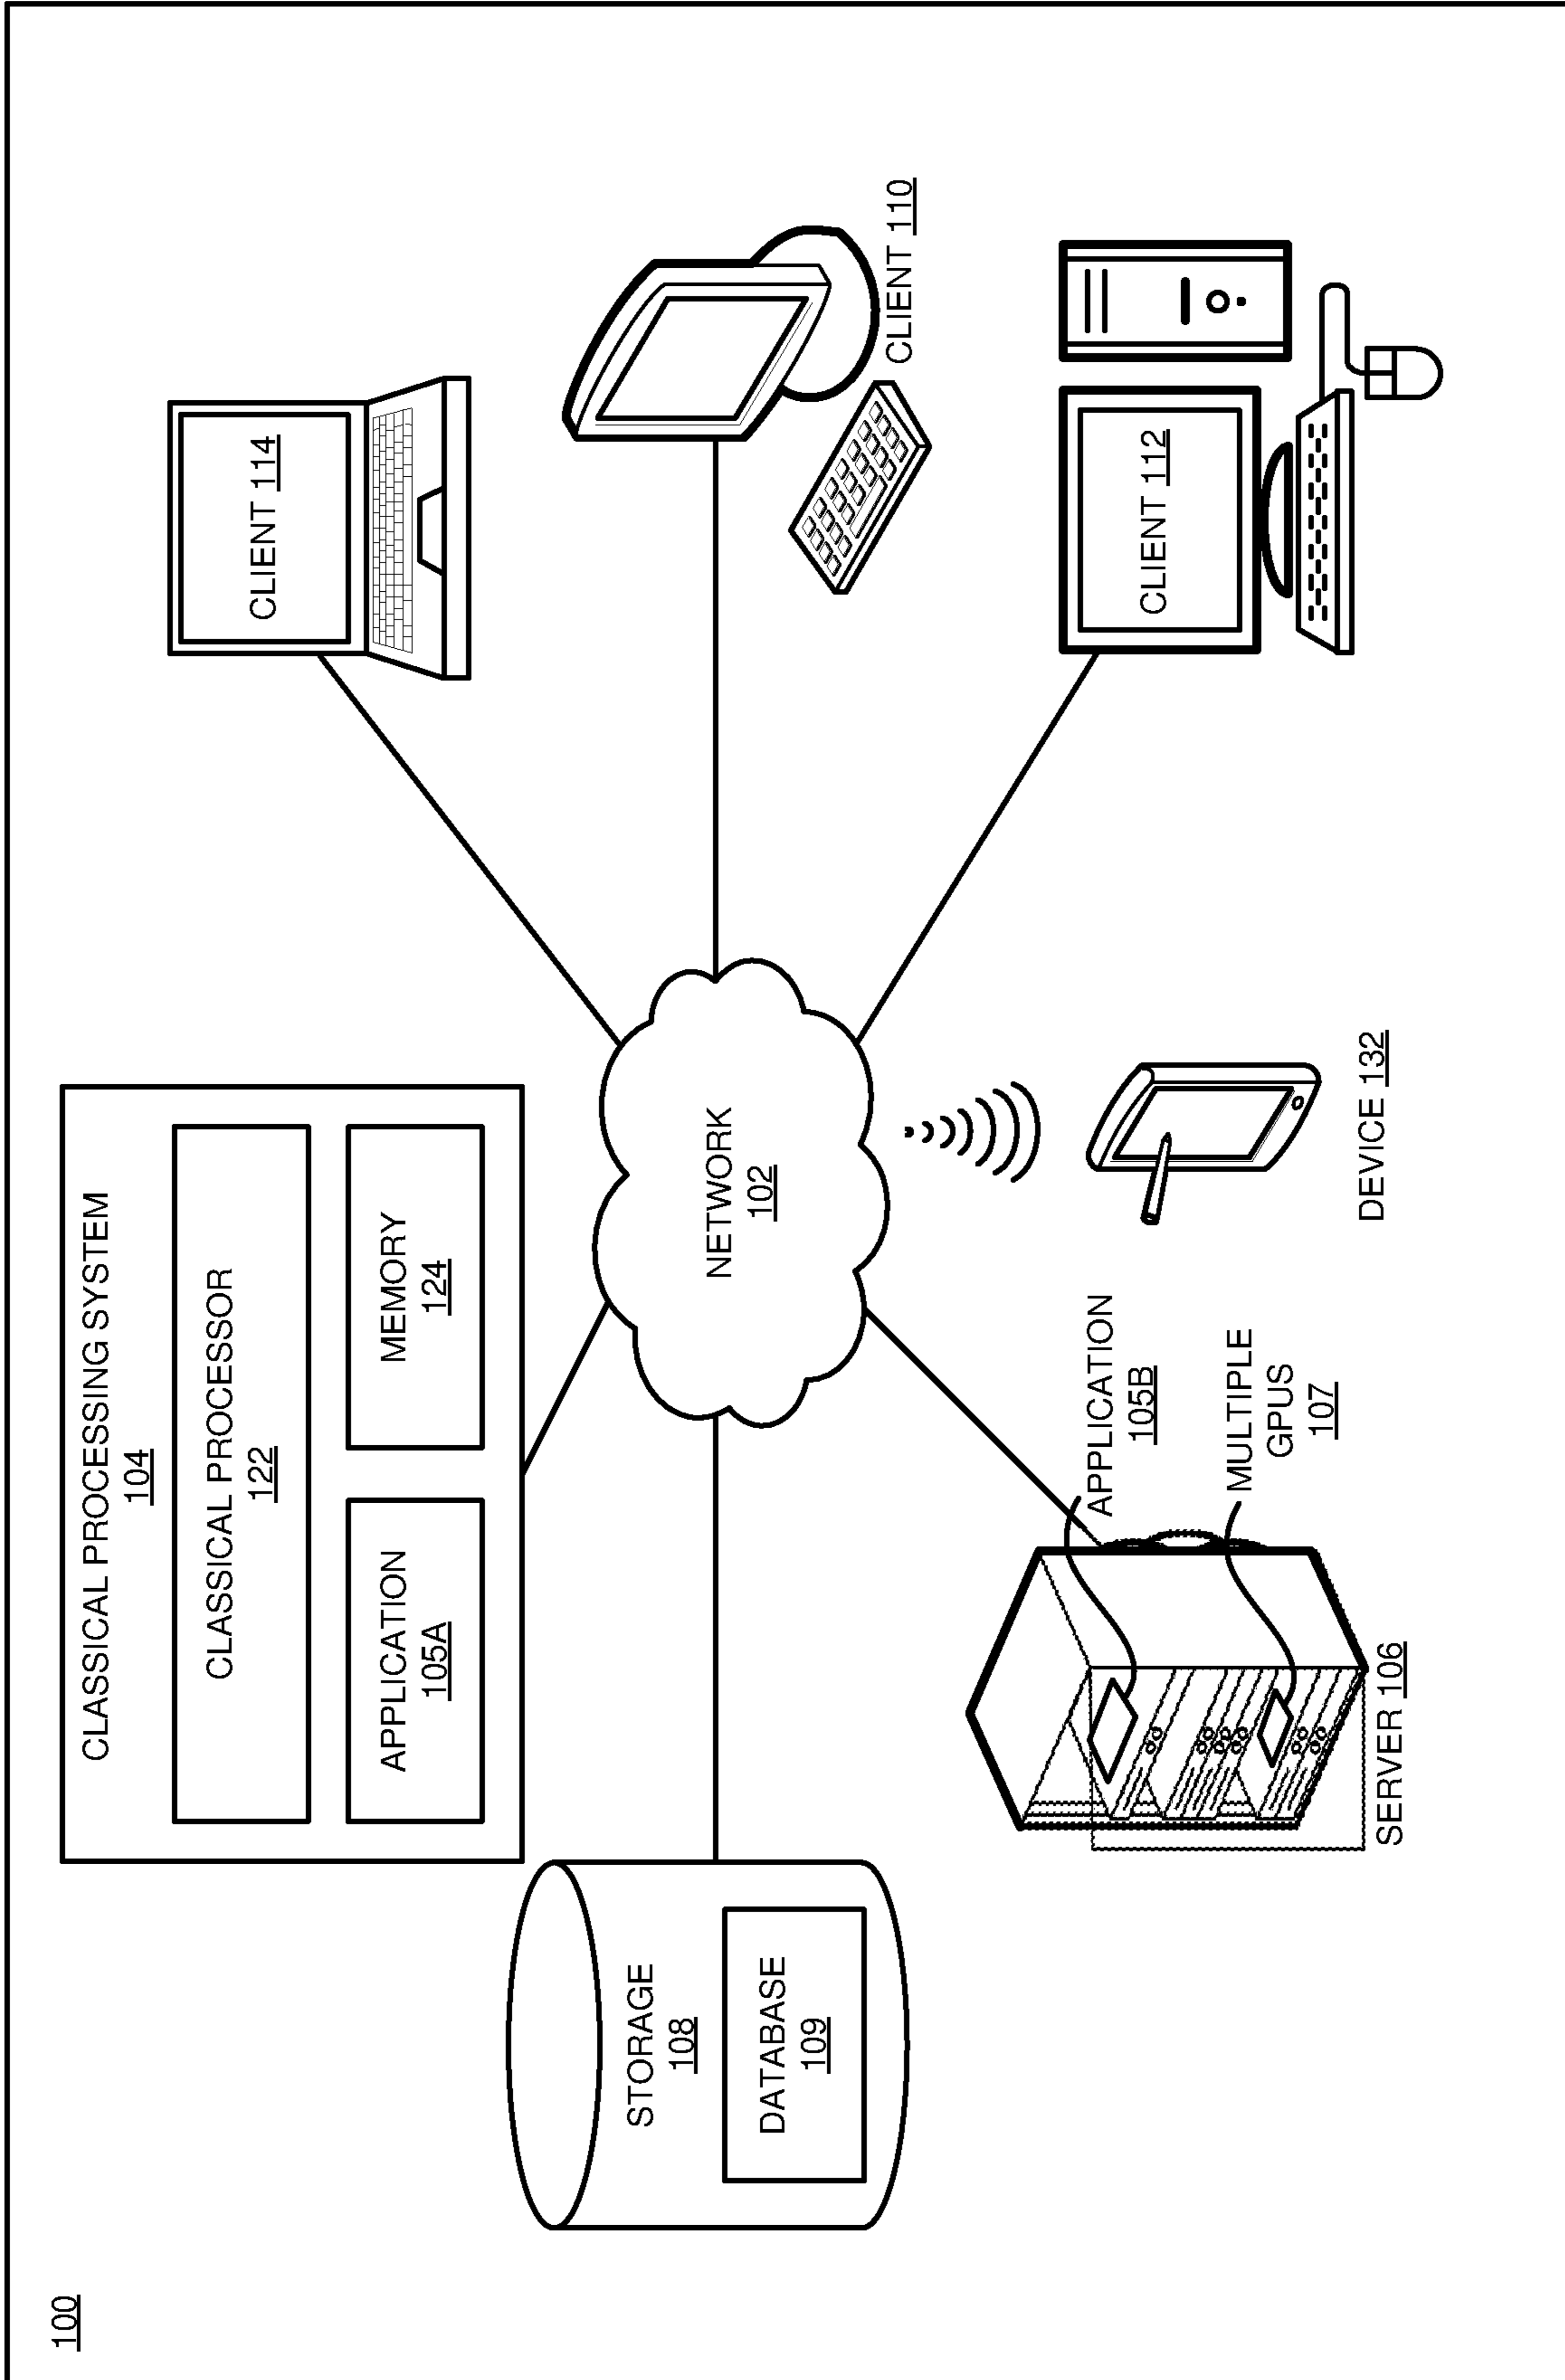 100
CLASSICAL PROCESSING SYSTEM
104
CLASSICAL PROCESSOR
122
APPLICATION
105A
MEMORY
124
CLIENT 114
STORAGE
108
DATABASE
109
NETWORK
102
CLIENT 110
APPLICATION
105B
MULTIPLE
GPUS
107
SERVER 106
DEVICE 132
CLIENT 112